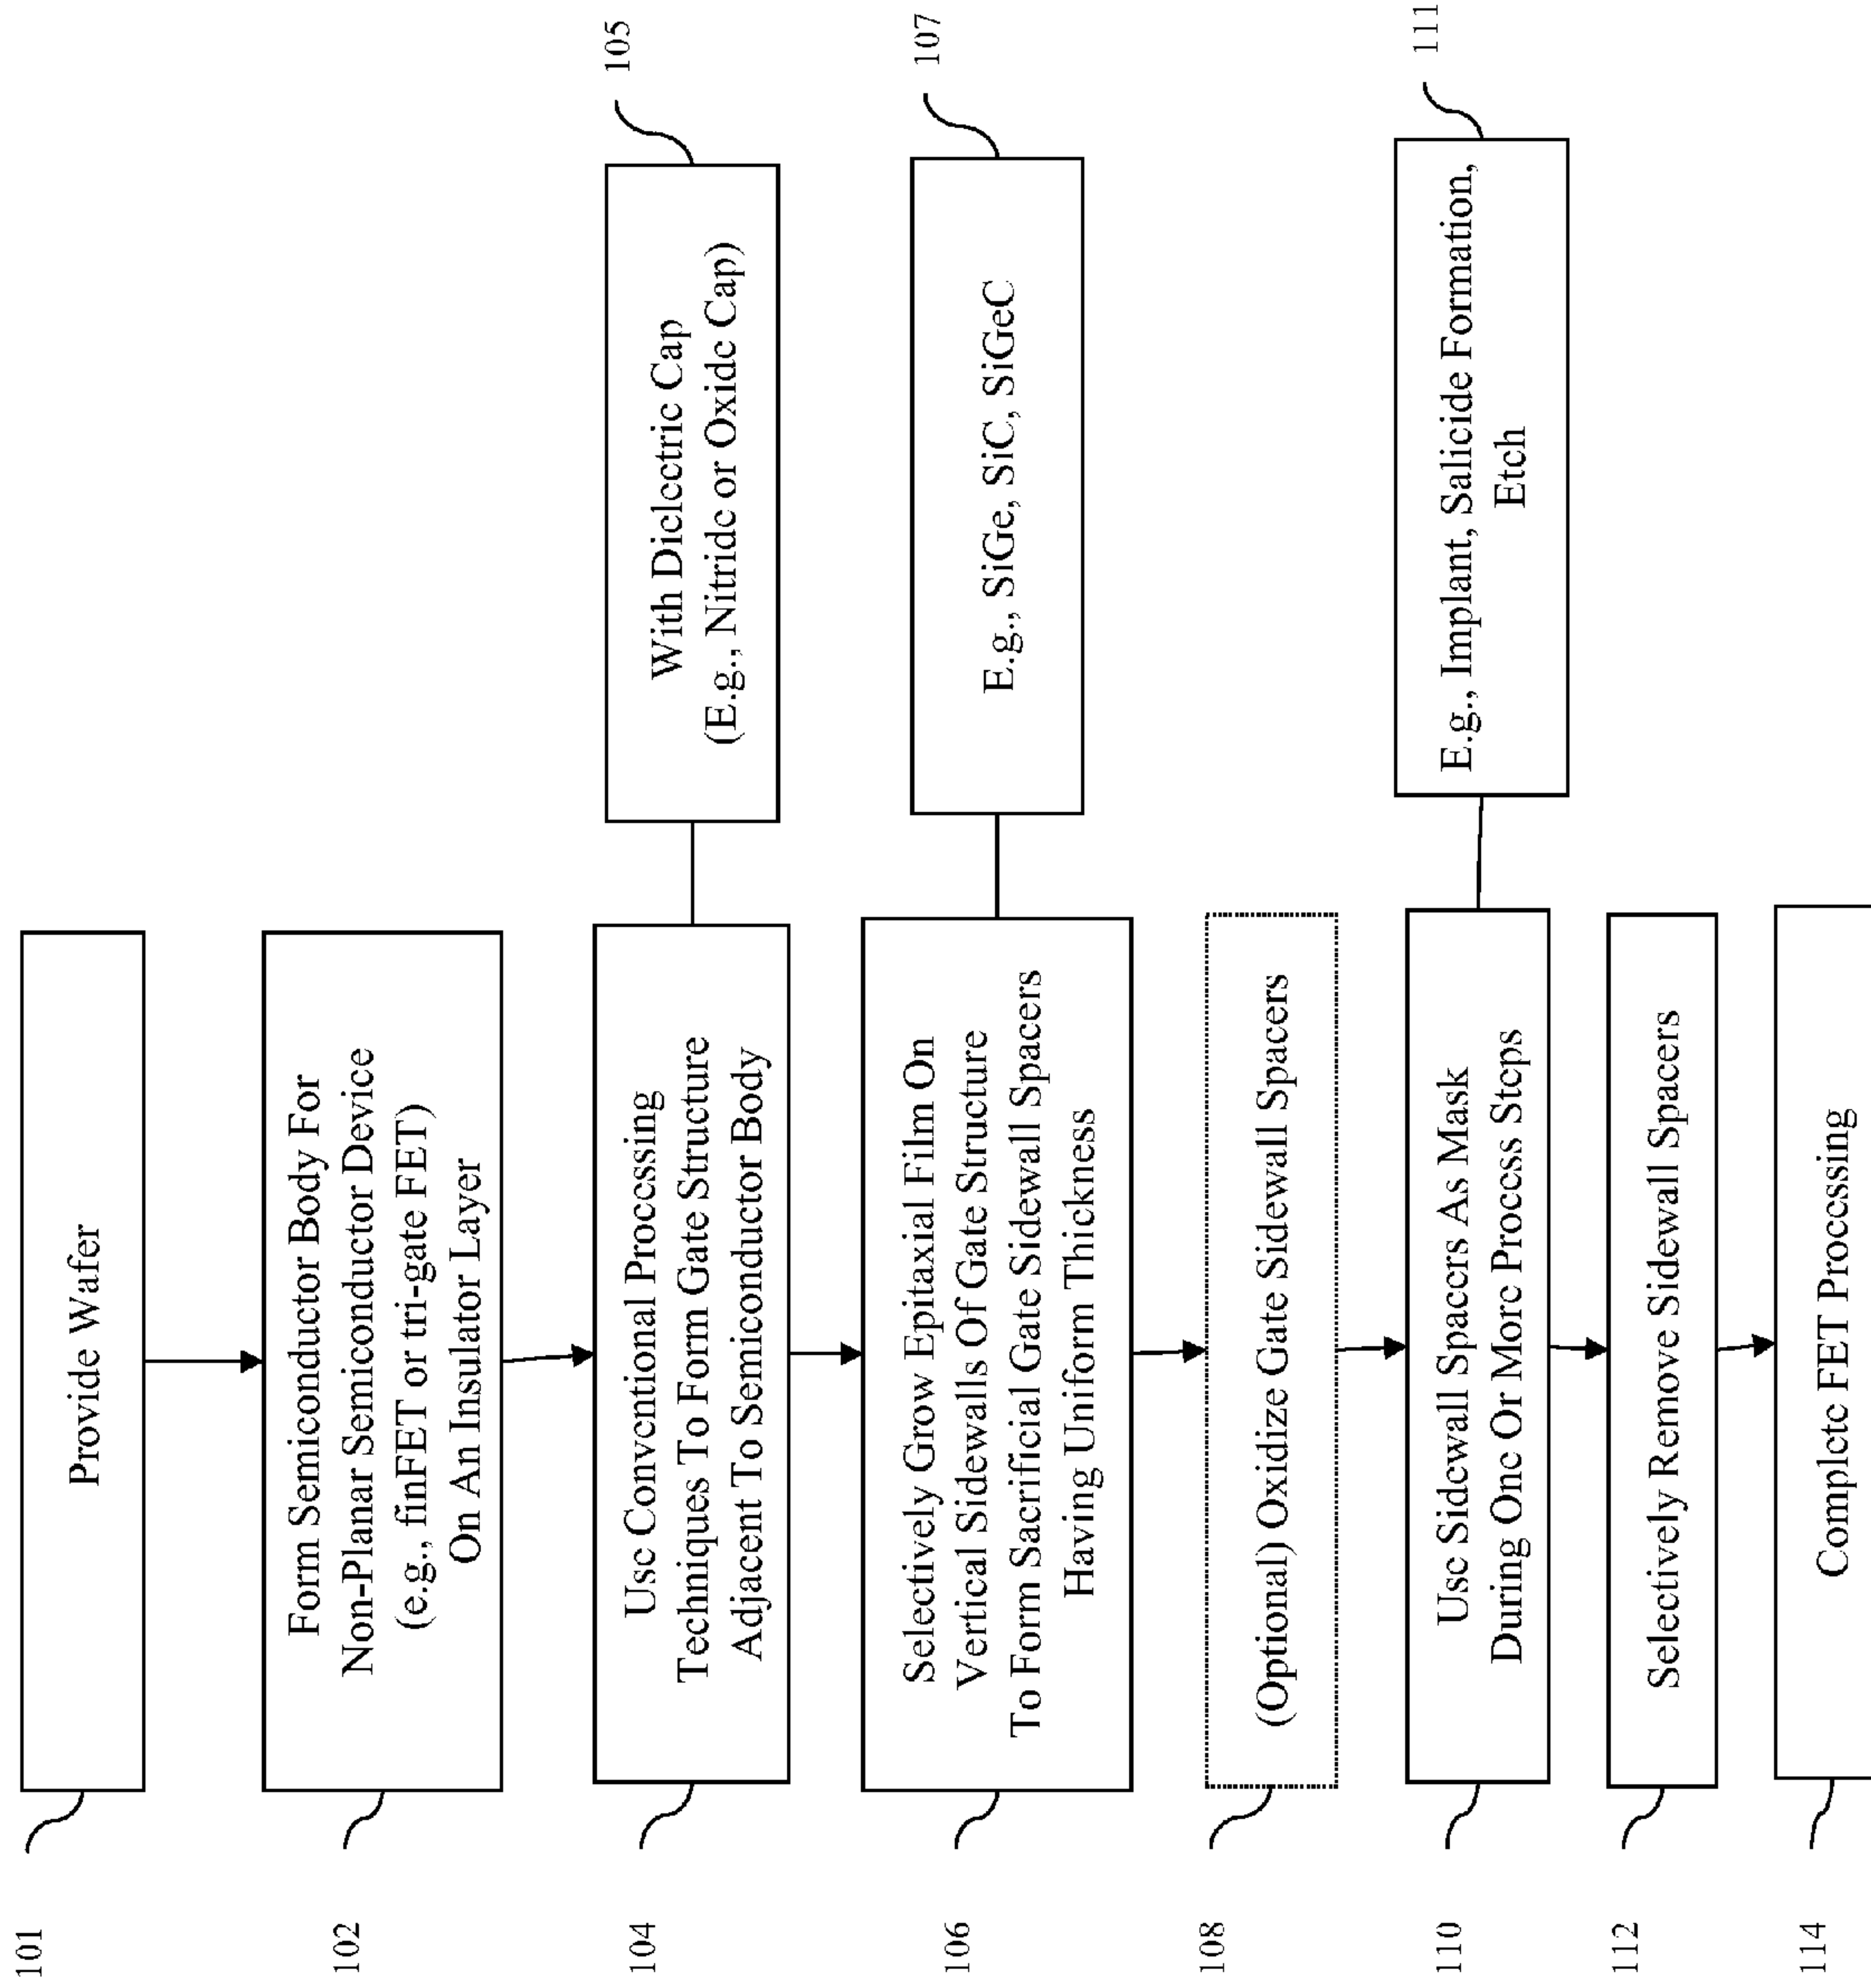 101
Provide Wafer
102
Form Semiconductor Body For
Non-Planar Semiconductor Device
(e.g., finFET or tri-gate FET)
On An Insulator Layer
104
Use Conventional Processing
Techniques To Form Gate Structure
Adjacent To Semiconductor Body
105
With Dielectric Cap
(E.g., Nitride or Oxide Cap)
106
Selectively Grow Epitaxial Film On
Vertical Sidewalls Of Gate Structure
To Form Sacrificial Gate Sidewall Spacers
Having Uniform Thickness
107
E.g., SiGe, SiC, SiGeC
108
(Optional) Oxidize Gate Sidewall Spacers
110
Use Sidewall Spacers As Mask
During One Or More Process Steps
111
E.g., Implant, Salicide Formation,
Etch
112
Selectively Remove Sidewall Spacers
114
Complete FET Processing